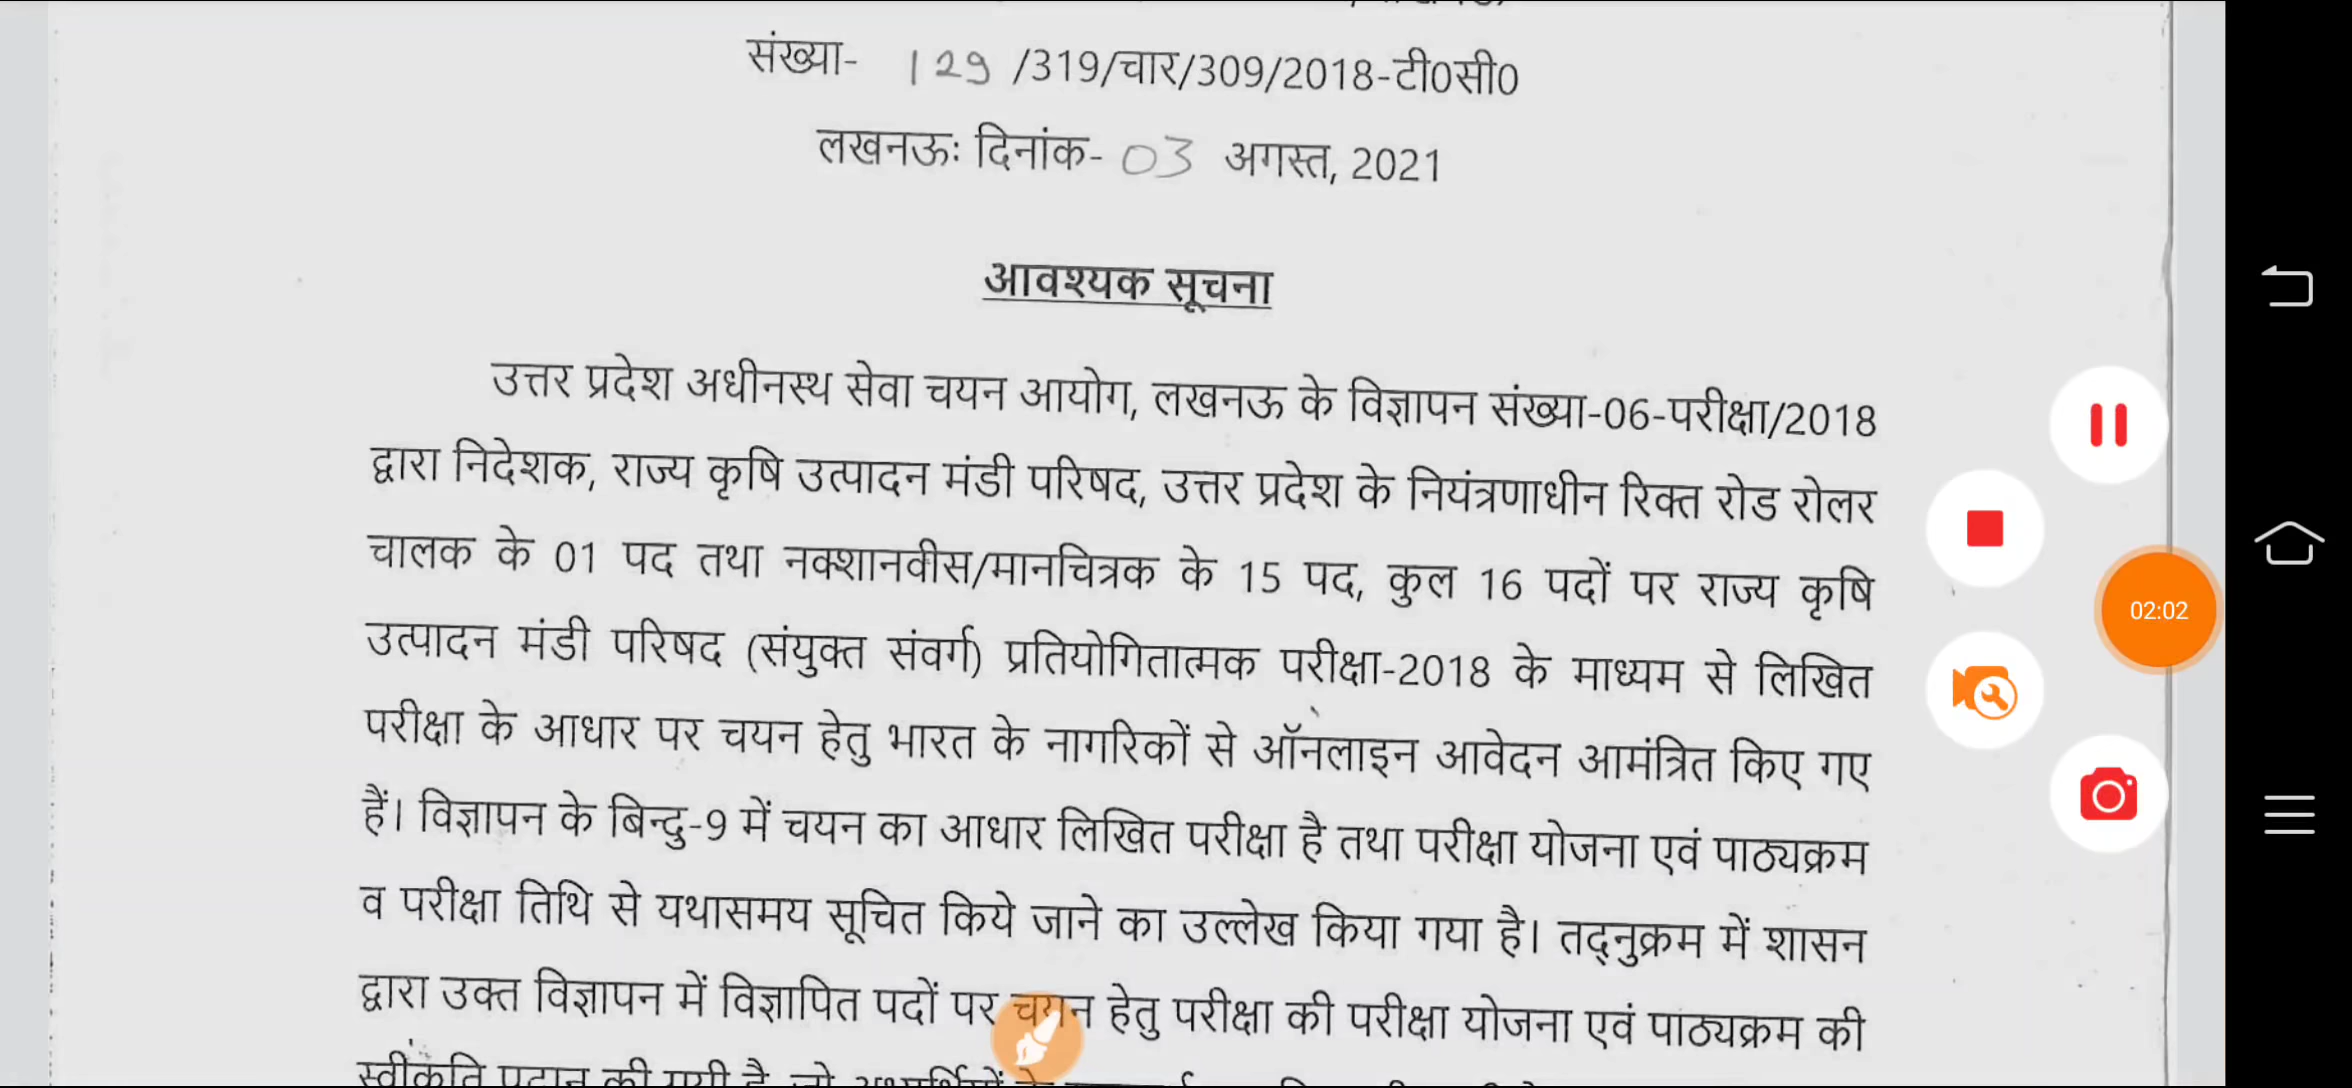 संख्या- 129 /319/चार/309/2018-टी0सी0
लखनऊः दिनांक- 03 अगस्त, 2021
आवश्यक सूचना
उत्तर प्रदेश अधीनस्थ सेवा चयन आयोग, लखनऊ के विज्ञापन संख्या-06-परीक्षा/2018
द्वारा निदेशक, राज्य कृषि उत्पादन मंडी परिषद, उत्तर प्रदेश के नियंत्रणाधीन रिक्त रोड रोलर
चालक के 01 पद तथा नक्शानवीस/मानचित्रक के 15 पद, कुल 16 पदों पर राज्य कृषि
उत्पादन मंडी परिषद (संयुक्त संवर्ग) प्रतियोगितात्मक परीक्षा-2018 के माध्यम से लिखित
परीक्षा के आधार पर चयन हेतु भारत के नागरिकों से ऑनलाइन आवेदन आमंत्रित किए गए
हैं। विज्ञापन के बिन्दु-9 में चयन का आधार लिखित परीक्षा है तथा परीक्षा योजना एवं पाठ्यक्रम
व परीक्षा तिथि से यथासमय सूचित किये जाने का उल्लेख किया गया है। तद्नुक्रम में शासन
द्वारा उक्त विज्ञापन में विज्ञापित पदों पर चयन हेतु परीक्षा की परीक्षा योजना एवं पाठ्यक्रम की
स्वीकृति प्रदान की गयी है
02:02